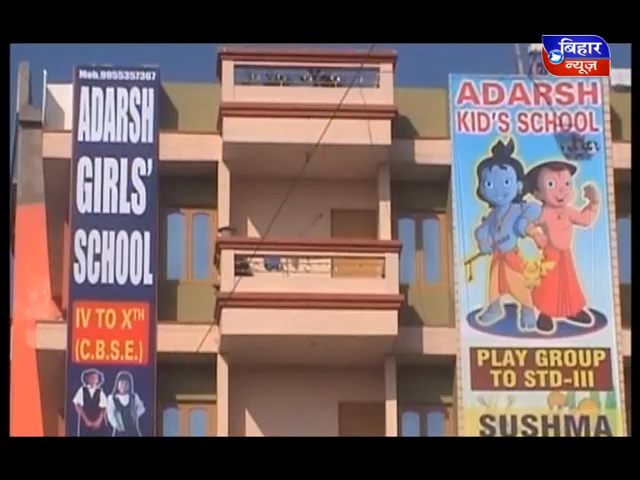 बिहार
न्यूज़
Mob.9955357367
ADARSH
GIRLS'
SCHOOL
IV TO XTH
(C.B.S.E.)
ADARSH
KID'S SCHOOL
PLAY GROUP
TO STD-III
SUSHMA